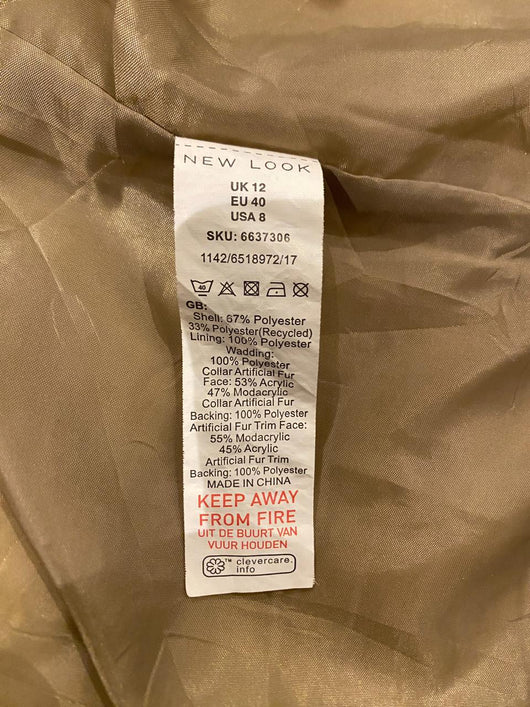 NEW LOOK
UK 12
EU 40
USA 8
SKU: 6637306
1142/6518972/17
40
GB:
Shell: 67% Polyester
33% Polyester(Recycled)
Lining: 100% Polyester
Wadding:
100% Polyester
Collar Artificial Fur
Face: 53% Acrylic
47% Modacrylic
Collar Artificial Fur
Backing: 100% Polyester
Artificial Fur Trim Face:
55% Modacrylic
45% Acrylic
Artificial Fur Trim
Backing: 100% Polyester
MADE IN CHINA
KEEP AWAY
FROM FIRE
UIT DE BUURT VAN
VUUR HOUDEN
™ clevercare.
info